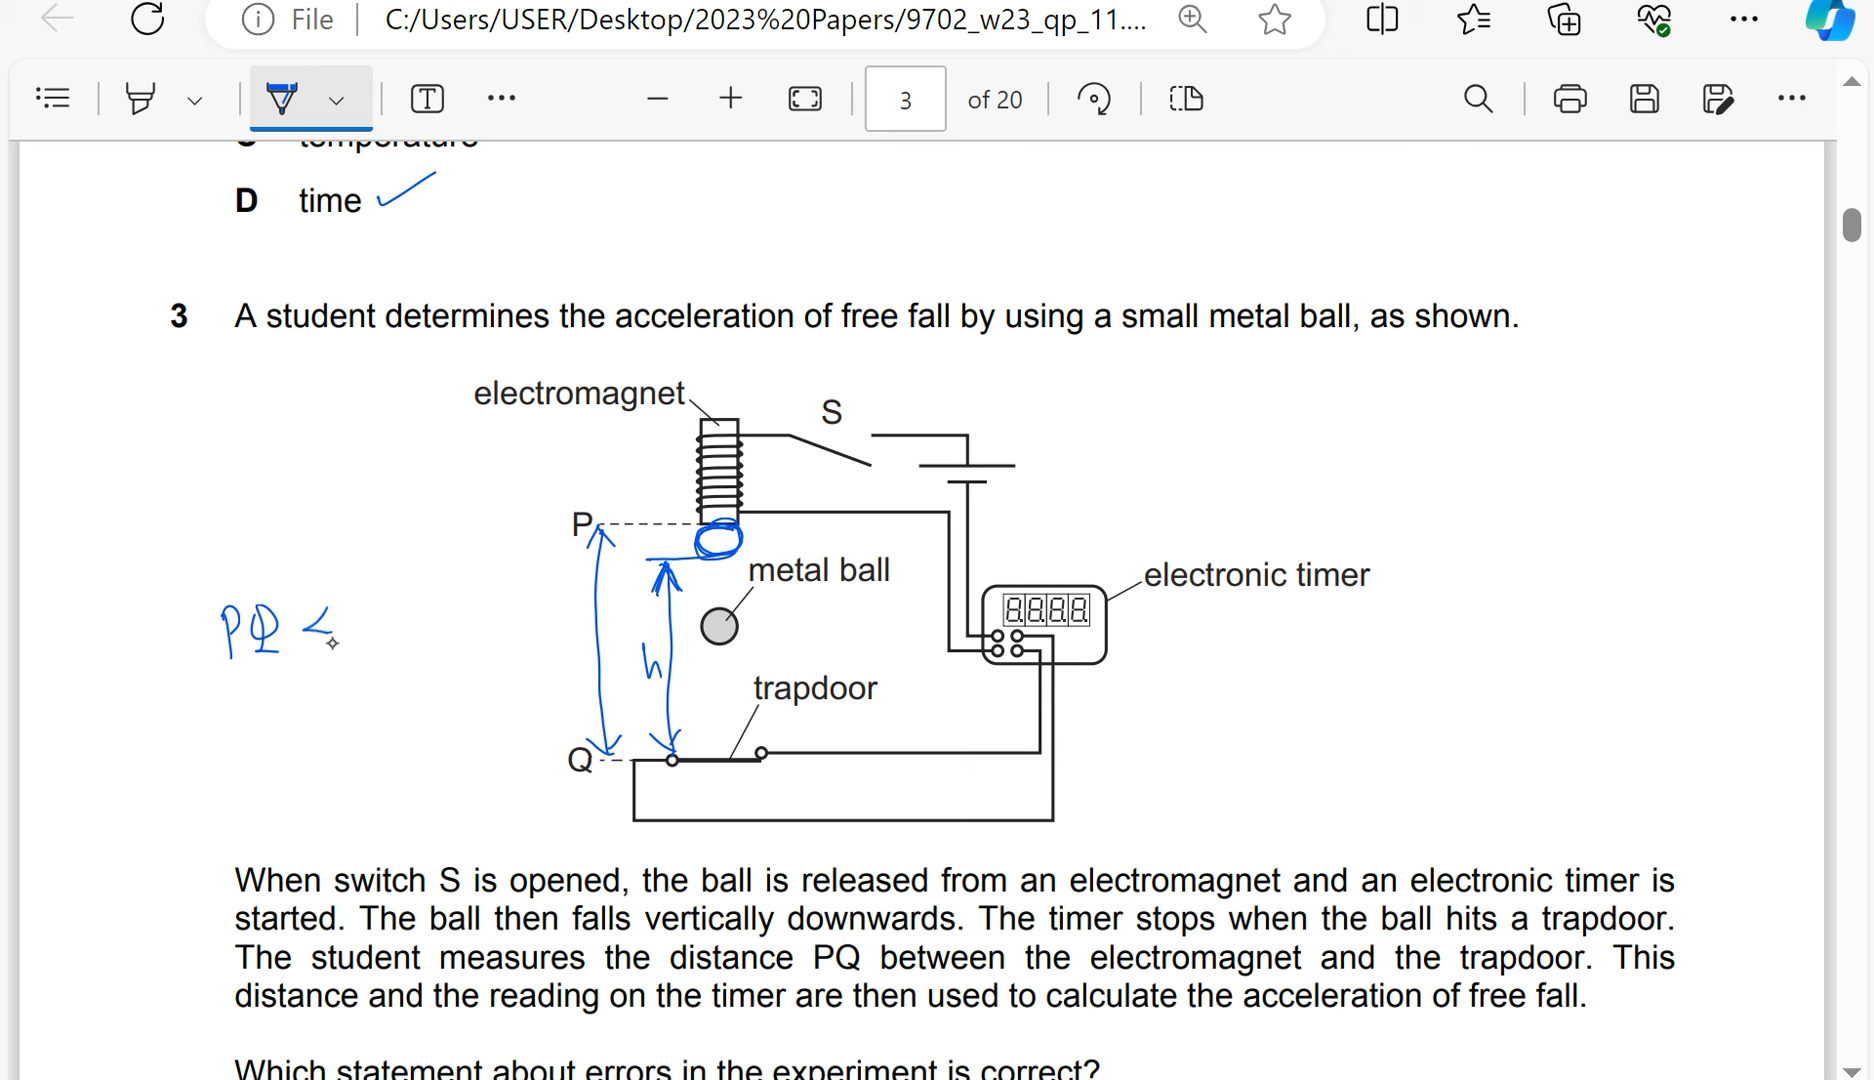 File
C:/Users/USER/Desktop/2023%20Papers/9702_w23_qp_11....
3 of 20
C temperature
D time
3 A student determines the acceleration of free fall by using a small metal ball, as shown.
electromagnet
S
P
metal ball
electronic timer
8.8.8.8.
PQ <
h
trapdoor
Q
When switch S is opened, the ball is released from an electromagnet and an electronic timer is
started. The ball then falls vertically downwards. The timer stops when the ball hits a trapdoor.
The student measures the distance PQ between the electromagnet and the trapdoor. This
distance and the reading on the timer are then used to calculate the acceleration of free fall.
Which statement about errors in the experiment is correct?